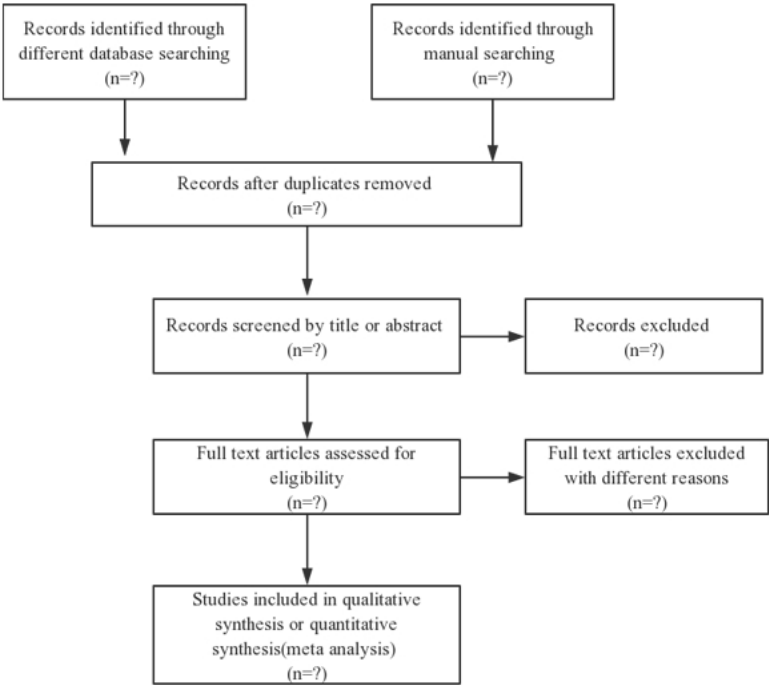 Records identified through
different database searching
(n=?)
Records identified through
manual searching
(n=?)
Records after duplicates removed
(n=?)
Records screened by title or abstract
(n=?)
Records excluded
(n=?)
Full text articles assessed for
eligibility
(n=?)
Full text articles excluded
with different reasons
(n=?)
Studies included in qualitative
synthesis or quantitative
synthesis(meta analysis)
(n=?)